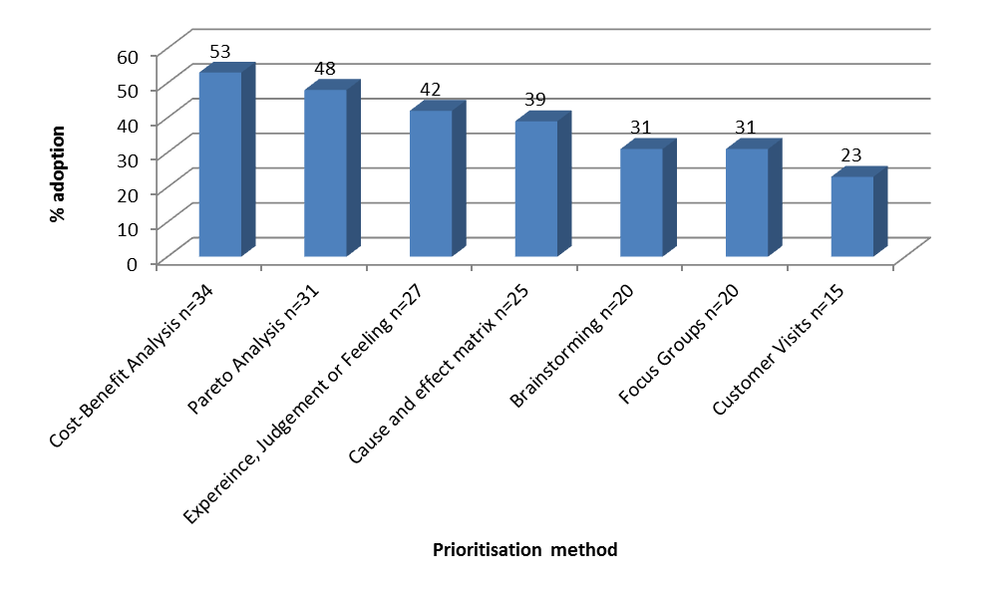 53
48
42
39
31
31
23
60
50
40
30
20
10
0
% adoption
Cost-Benefit Analysis n=34
Pareto Analysis n=31
Expereince, Judgement or Feeling n=27
Cause and effect matrix n=25
Brainstorming n=20
Focus Groups n=20
Customer Visits n=15
Prioritisation method